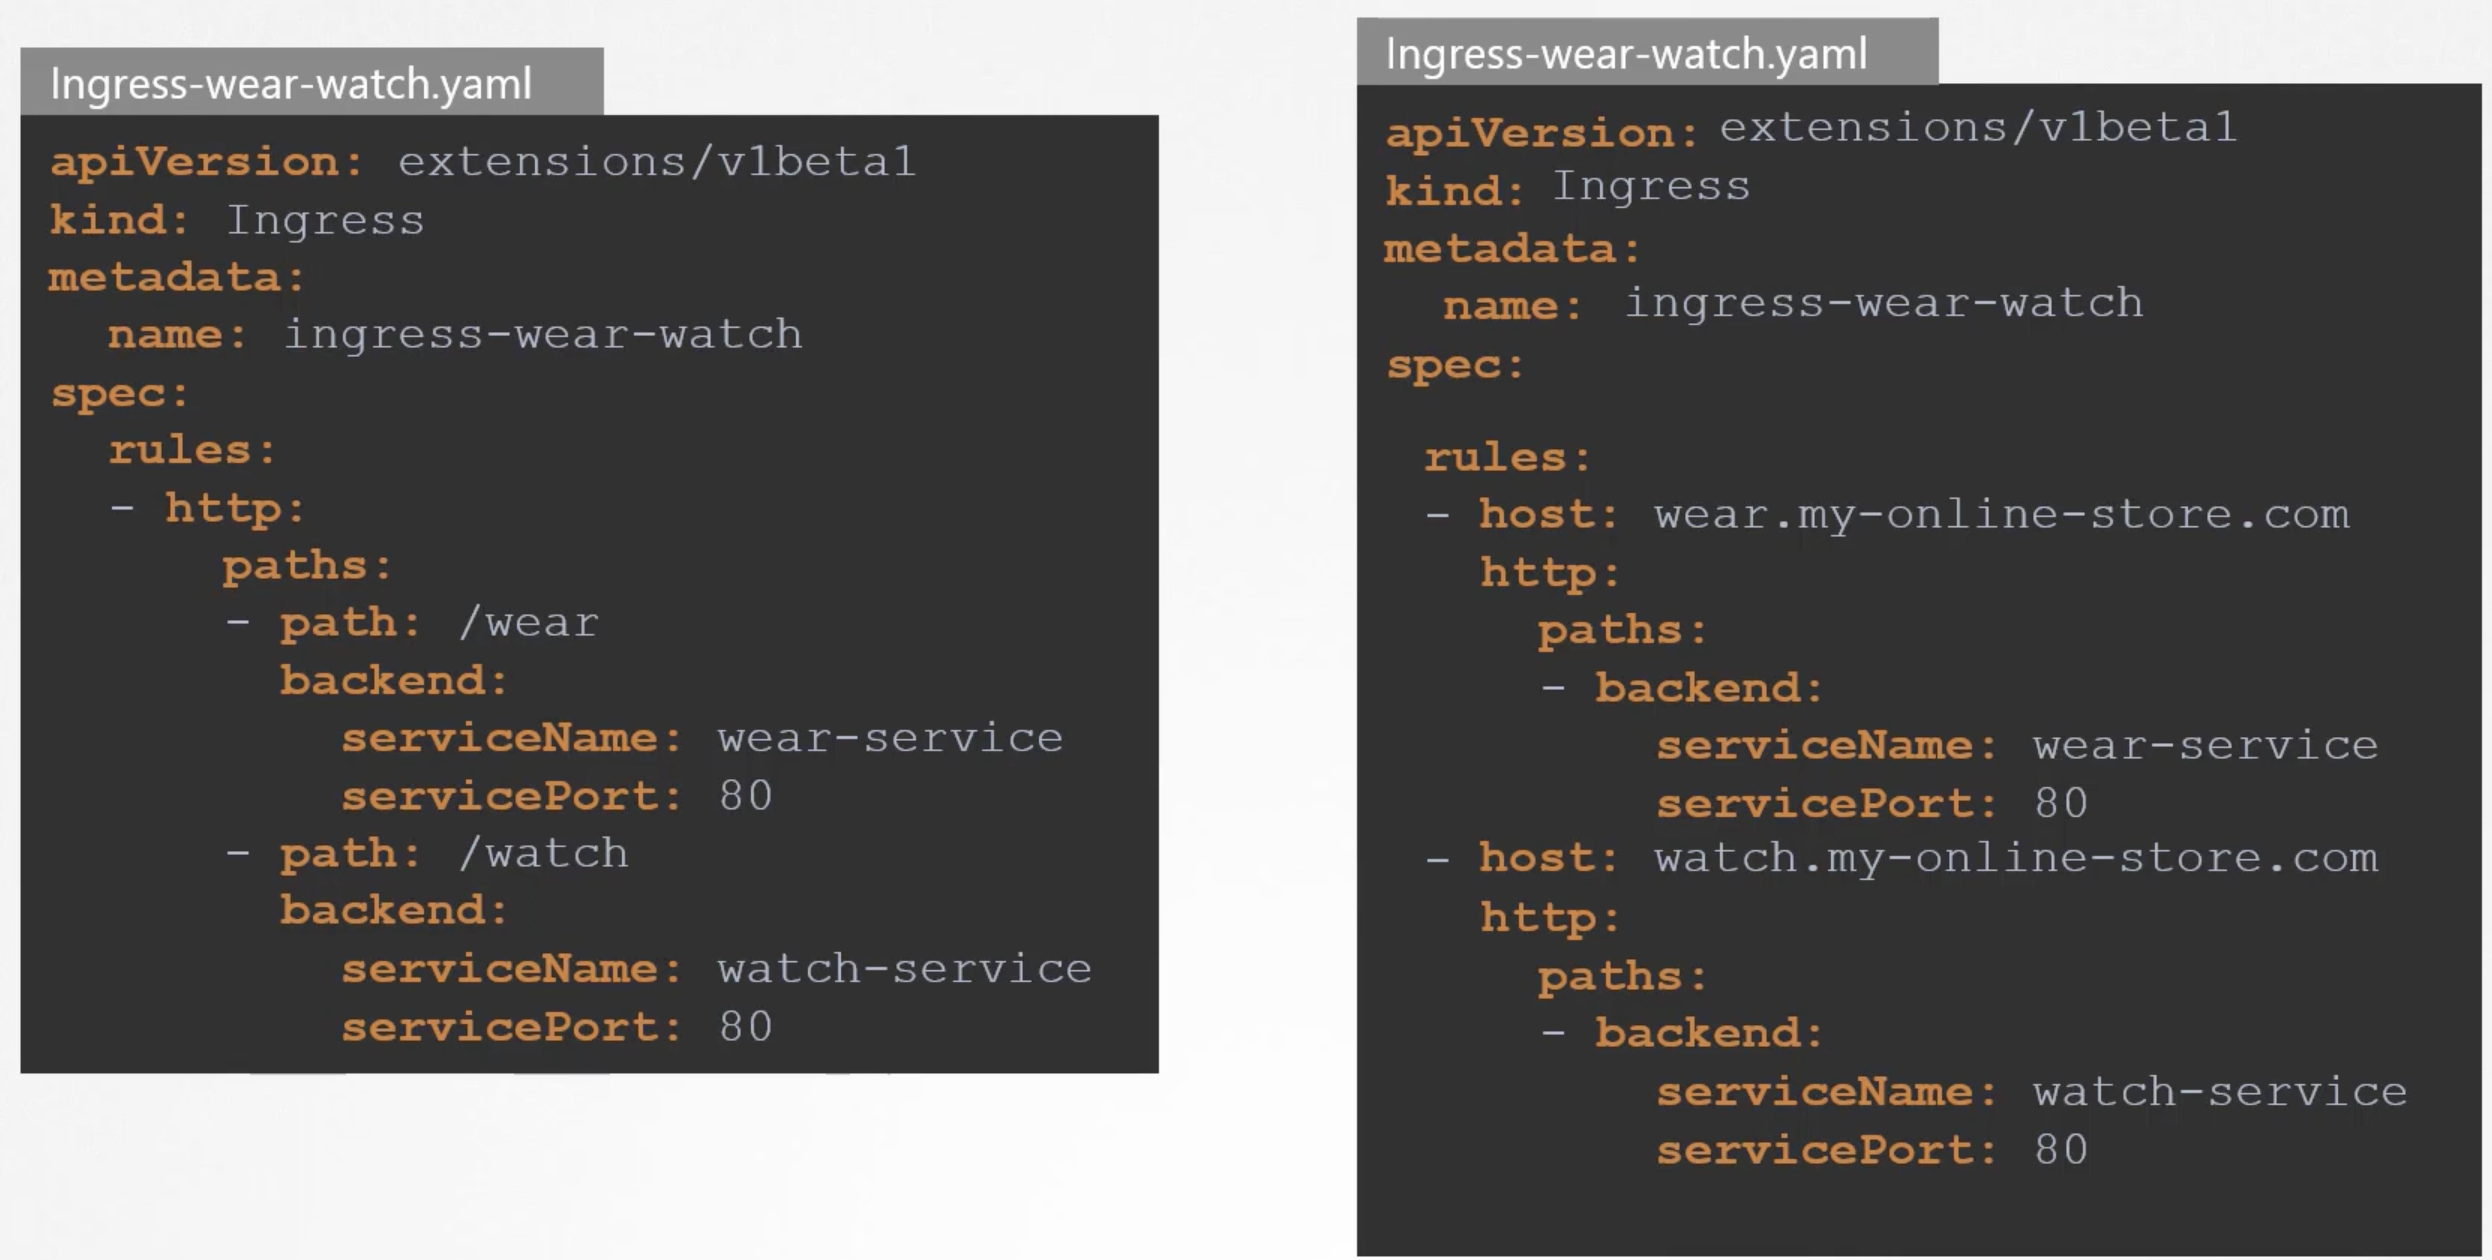 Ingress-wear-watch.yaml
apiVersion: extensions/v1beta1
kind: Ingress
metadata:
  name: ingress-wear-watch
spec:
  rules:
  - http:
      paths:
      - path: /wear
        backend:
          serviceName: wear-service
          servicePort: 80
      - path: /watch
        backend:
          serviceName: watch-service
          servicePort: 80
Ingress-wear-watch.yaml
apiVersion: extensions/v1beta1
kind: Ingress
metadata:
  name: ingress-wear-watch
spec:
  rules:
  - host: wear.my-online-store.com
    http:
      paths:
      - backend:
          serviceName: wear-service
          servicePort: 80
  - host: watch.my-online-store.com
    http:
      paths:
      - backend:
          serviceName: watch-service
          servicePort: 80